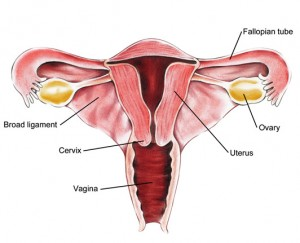 Fallopian tube
Broad ligament
Ovary
Cervix
Uterus
Vagina